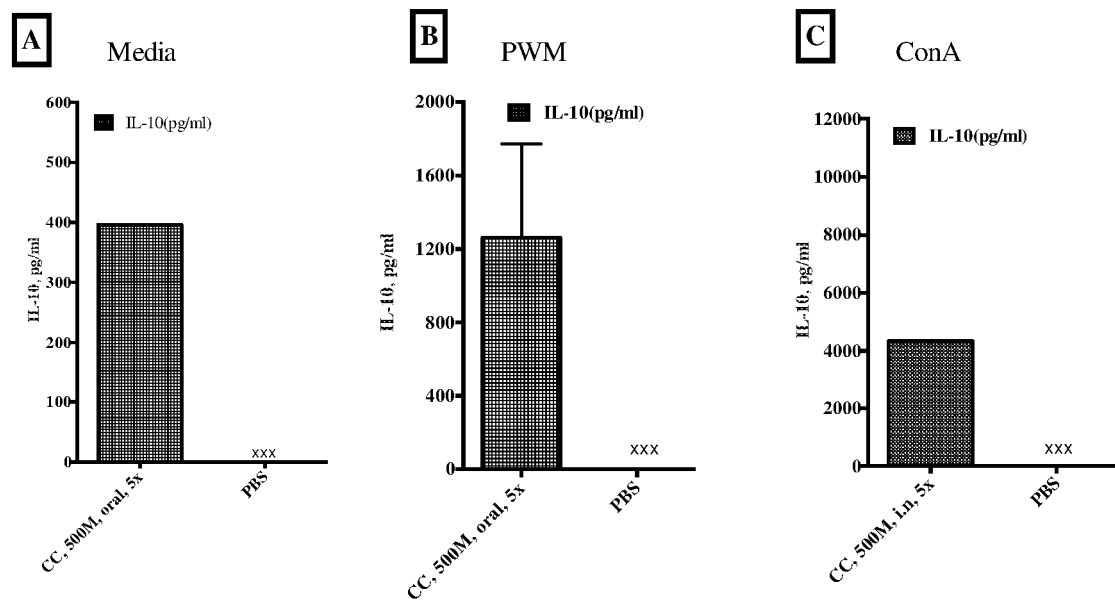 A
Media
600
500
400
300
200
100
0
IL-10, pg/ml
IL-10(pg/ml)
xxx
CC, 500M, oral, 5x
PBS
B
PWM
2000
1600
1200
800
400
0
IL-10, pg/ml
IL-10(pg/ml)
xxx
CC, 500M, oral, 5x
PBS
C
ConA
12000
10000
8000
6000
4000
2000
0
IL-10, pg/ml
IL-10(pg/ml)
xxx
CC, 500M, i.n, 5x
PBS